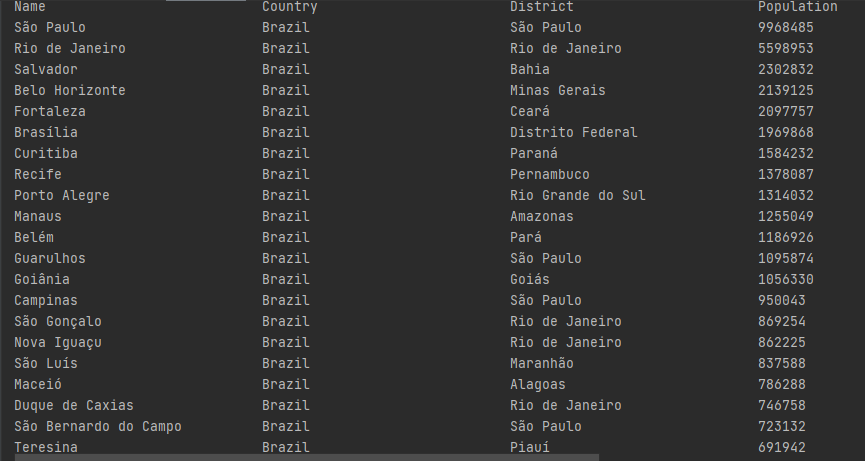 Name Country District Population
São Paulo Brazil São Paulo 9968485
Rio de Janeiro Brazil Rio de Janeiro 5598953
Salvador Brazil Bahia 2302832
Belo Horizonte Brazil Minas Gerais 2139125
Fortaleza Brazil Ceará 2097757
Brasília Brazil Distrito Federal 1969868
Curitiba Brazil Paraná 1584232
Recife Brazil Pernambuco 1378087
Porto Alegre Brazil Rio Grande do Sul 1314032
Manaus Brazil Amazonas 1255049
Belém Brazil Pará 1186926
Guarulhos Brazil São Paulo 1095874
Goiânia Brazil Goiás 1056330
Campinas Brazil São Paulo 950043
São Gonçalo Brazil Rio de Janeiro 869254
Nova Iguaçu Brazil Rio de Janeiro 862225
São Luís Brazil Maranhão 837588
Maceió Brazil Alagoas 786288
Duque de Caxias Brazil Rio de Janeiro 746758
São Bernardo do Campo Brazil São Paulo 723132
Teresina Brazil Piauí 691942